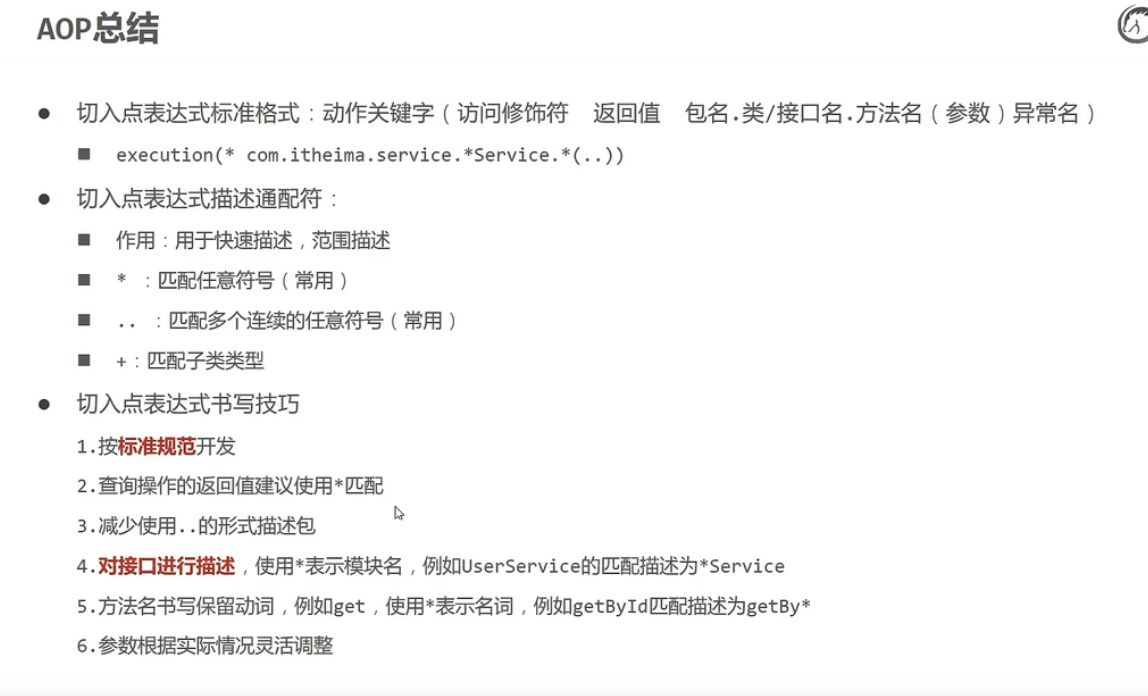 AOP总结
● 切入点表达式标准格式：动作关键字（访问修饰符 返回值 包名.类/接口名.方法名（参数）异常名）
■ execution(* com.itheima.service.*Service.*(..))
● 切入点表达式描述通配符：
■ 作用：用于快速描述，范围描述
■ * ：匹配任意符号（常用）
■ .. ：匹配多个连续的任意符号（常用）
■ +：匹配子类类型
● 切入点表达式书写技巧
1.按标准规范开发
2.查询操作的返回值建议使用*匹配
3.减少使用..的形式描述包
4.对接口进行描述，使用*表示模块名，例如UserService的匹配描述为*Service
5.方法名书写保留动词，例如get，使用*表示名词，例如getById匹配描述为getBy*
6.参数根据实际情况灵活调整